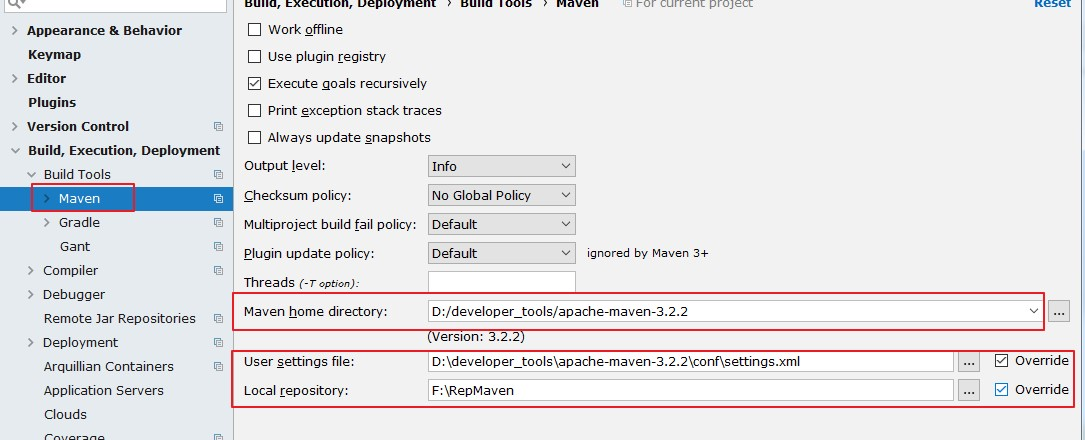 Build, Execution, Deployment › Build Tools › Maven For current project Reset
Appearance & Behavior
Keymap
Editor
Plugins
Version Control
Build, Execution, Deployment
Build Tools
Maven
Gradle
Gant
Compiler
Debugger
Remote Jar Repositories
Deployment
Arquillian Containers
Application Servers
Clouds
Coverage
Work offline
Use plugin registry
Execute goals recursively
Print exception stack traces
Always update snapshots
Output level: Info
Checksum policy: No Global Policy
Multiproject build fail policy: Default
Plugin update policy: Default ignored by Maven 3+
Threads (-T option):
Maven home directory: D:/developer_tools/apache-maven-3.2.2 ...
(Version: 3.2.2)
User settings file: D:\developer_tools\apache-maven-3.2.2\conf\settings.xml ... Override
Local repository: F:\RepMaven ... Override